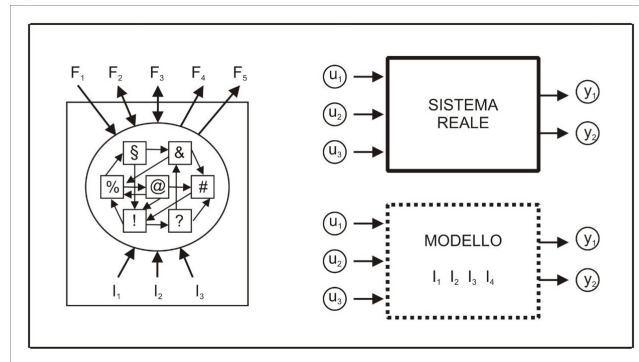 F₁ F₂ F₃ F₄ F₅
§ &
% @ #
! ?
I₁ I₂ I₃
u₁
u₂
u₃
SISTEMA
REALE
y₁
y₂
u₁
u₂
u₃
MODELLO
I₁ I₂ I₃ I₄
y₁
y₂